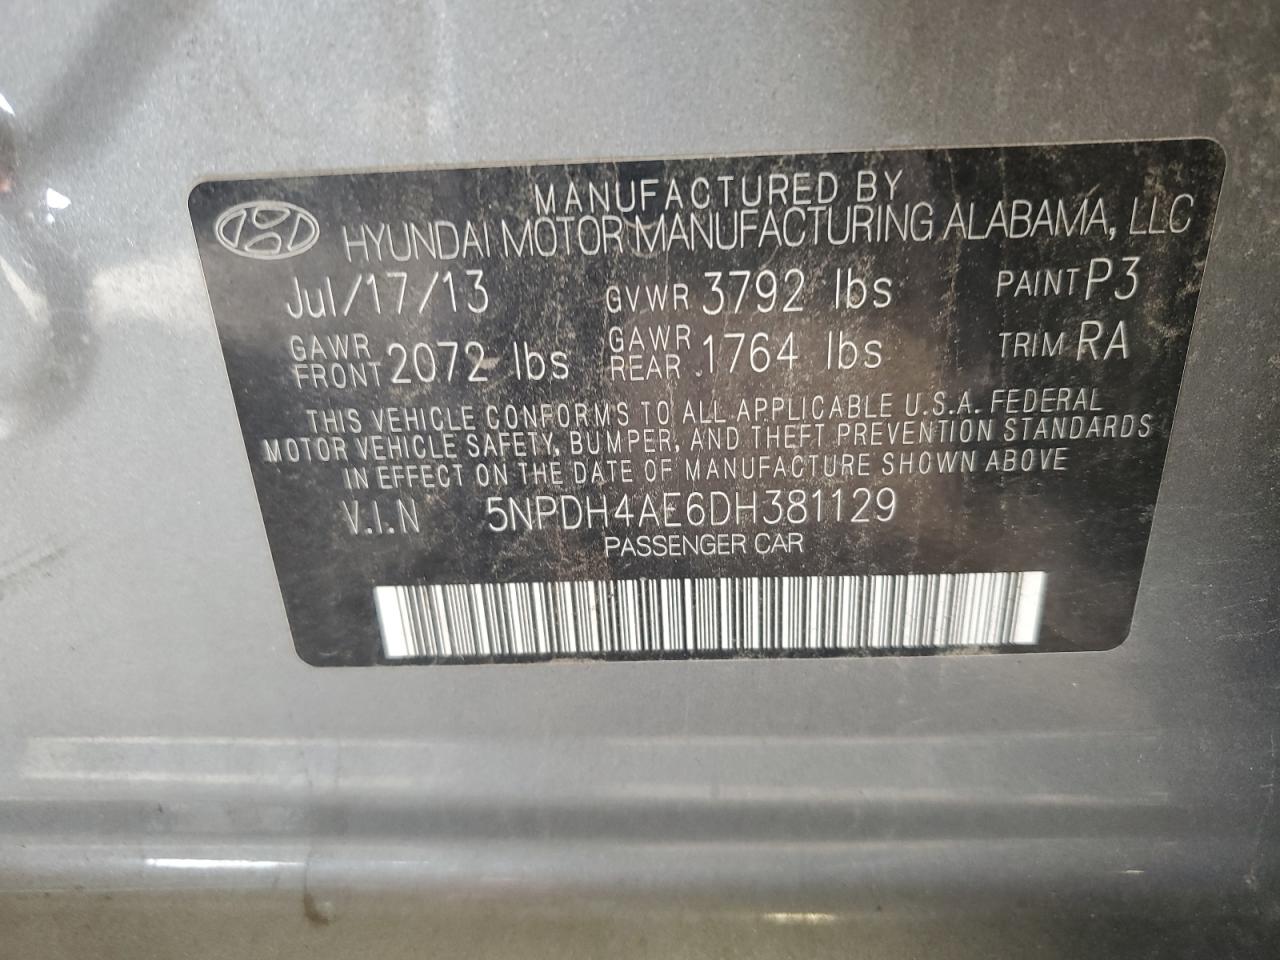 MANUFACTURED BY
HYUNDAI MOTOR MANUFACTURING ALABAMA, LLC
Jul/17/13 GVWR 3792 lbs PAINT P3
GAWR FRONT 2072 lbs GAWR REAR 1764 lbs TRIM RA
THIS VEHICLE CONFORMS TO ALL APPLICABLE U.S.A. FEDERAL
MOTOR VEHICLE SAFETY, BUMPER, AND THEFT PREVENTION STANDARDS
IN EFFECT ON THE DATE OF MANUFACTURE SHOWN ABOVE
V.I.N 5NPDH4AE6DH381129
PASSENGER CAR